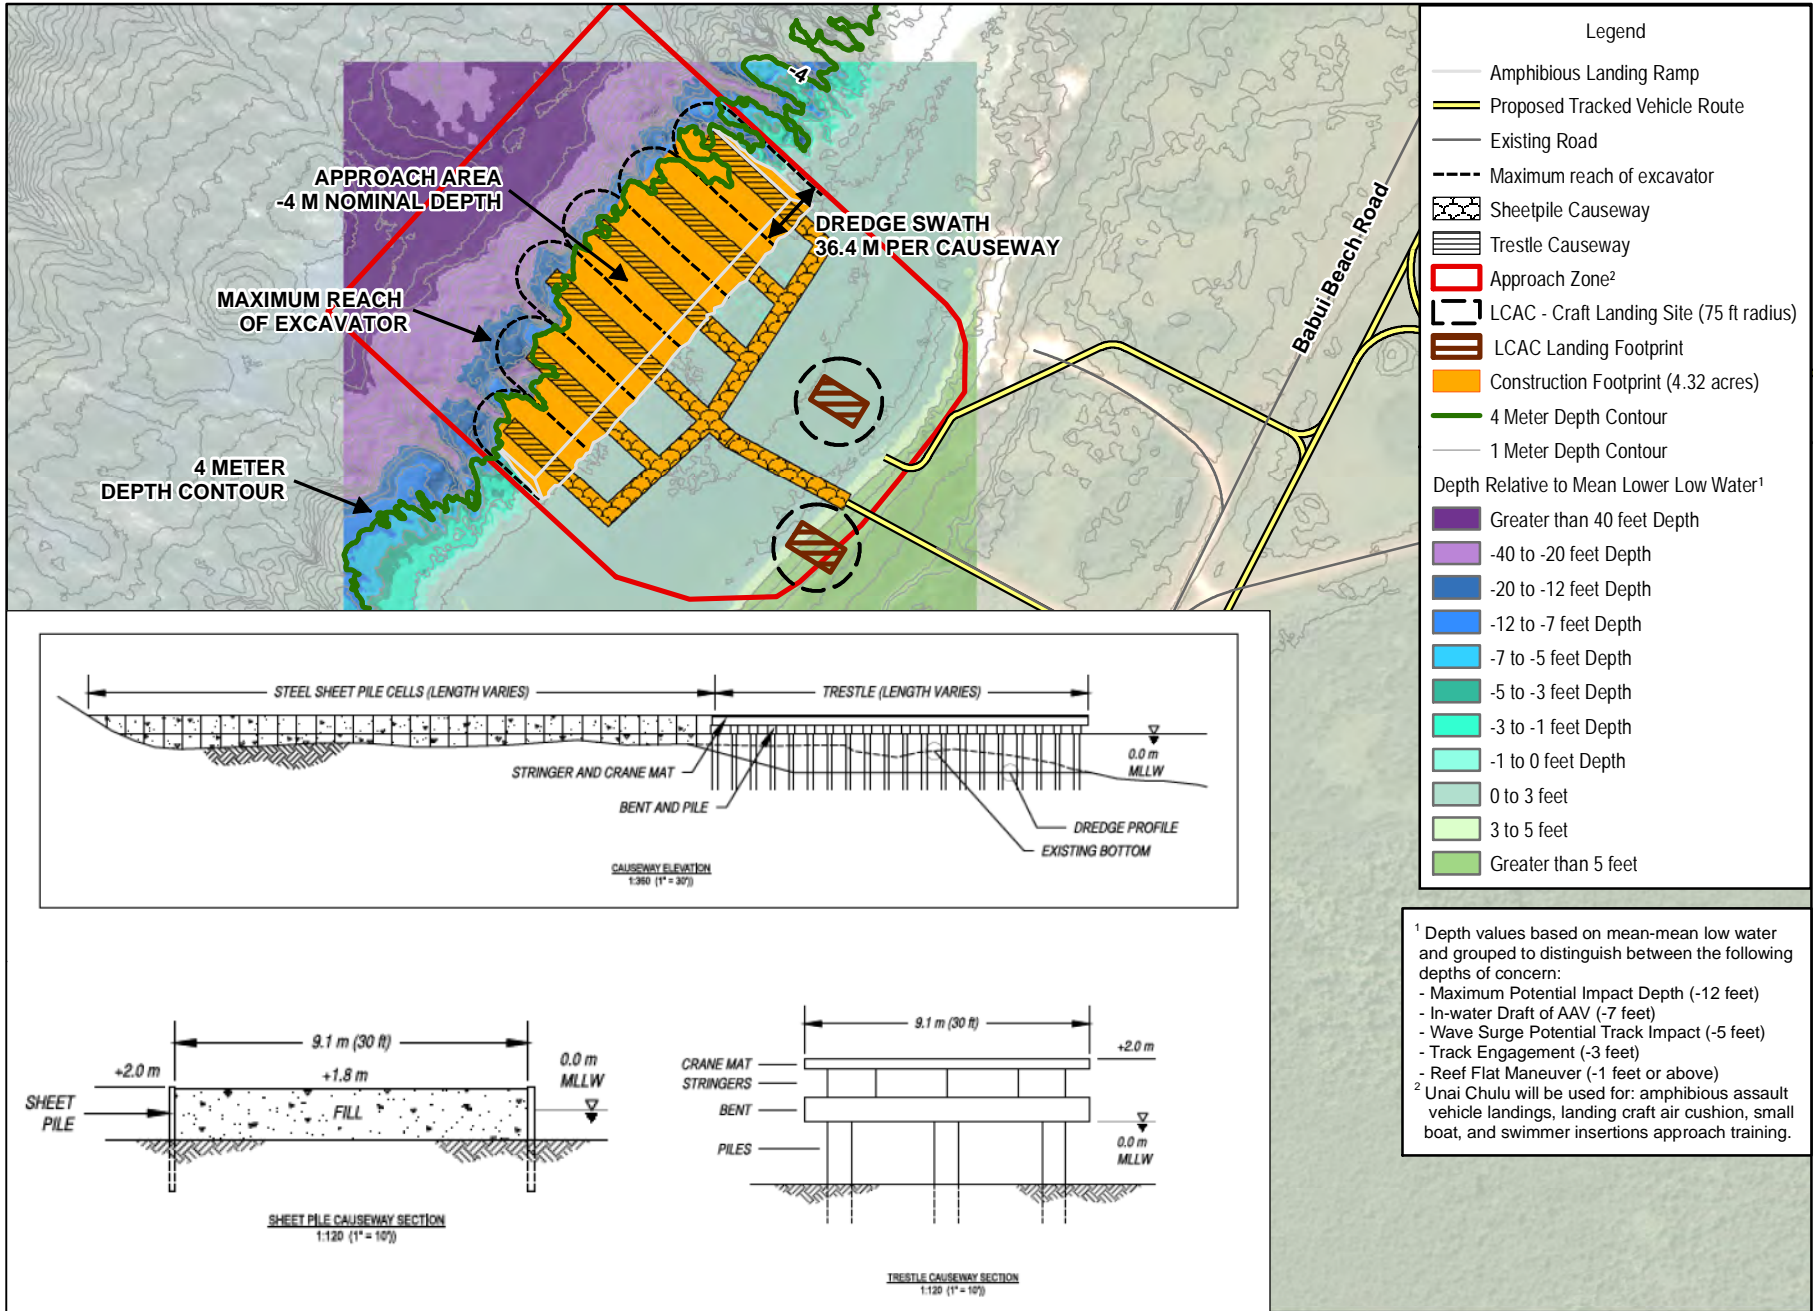 -4
APPROACH AREA
-4 M NOMINAL DEPTH
DREDGE SWATH
36.4 M PER CAUSEWAY
MAXIMUM REACH
OF EXCAVATOR
4 METER
DEPTH CONTOUR
Babui Beach Road
Legend
Amphibious Landing Ramp
Proposed Tracked Vehicle Route
Existing Road
Maximum reach of excavator
Sheetpile Causeway
Trestle Causeway
Approach Zone²
LCAC - Craft Landing Site (75 ft radius)
LCAC Landing Footprint
Construction Footprint (4.32 acres)
4 Meter Depth Contour
1 Meter Depth Contour
Depth Relative to Mean Lower Low Water¹
Greater than 40 feet Depth
-40 to -20 feet Depth
-20 to -12 feet Depth
-12 to -7 feet Depth
-7 to -5 feet Depth
-5 to -3 feet Depth
-3 to -1 feet Depth
-1 to 0 feet Depth
0 to 3 feet
3 to 5 feet
Greater than 5 feet
¹ Depth values based on mean-mean low water
and grouped to distinguish between the following
depths of concern:
- Maximum Potential Impact Depth (-12 feet)
- In-water Draft of AAV (-7 feet)
- Wave Surge Potential Track Impact (-5 feet)
- Track Engagement (-3 feet)
- Reef Flat Maneuver (-1 feet or above)
² Unai Chulu will be used for: amphibious assault
vehicle landings, landing craft air cushion, small
boat, and swimmer insertions approach training.
STEEL SHEET PILE CELLS (LENGTH VARIES)
TRESTLE (LENGTH VARIES)
0.0 m
MLLW
STRINGER AND CRANE MAT
BENT AND PILE
DREDGE PROFILE
EXISTING BOTTOM
CAUSEWAY ELEVATION
1:360 (1" = 30'))
9.1 m (30 ft)
+2.0 m
+1.8 m
0.0 m
MLLW
SHEET
PILE
FILL
SHEET PILE CAUSEWAY SECTION
1:120 (1" = 10'))
9.1 m (30 ft)
+2.0 m
CRANE MAT
STRINGERS
BENT
PILES
0.0 m
MLLW
TRESTLE CAUSEWAY SECTION
1:120 (1" = 10'))